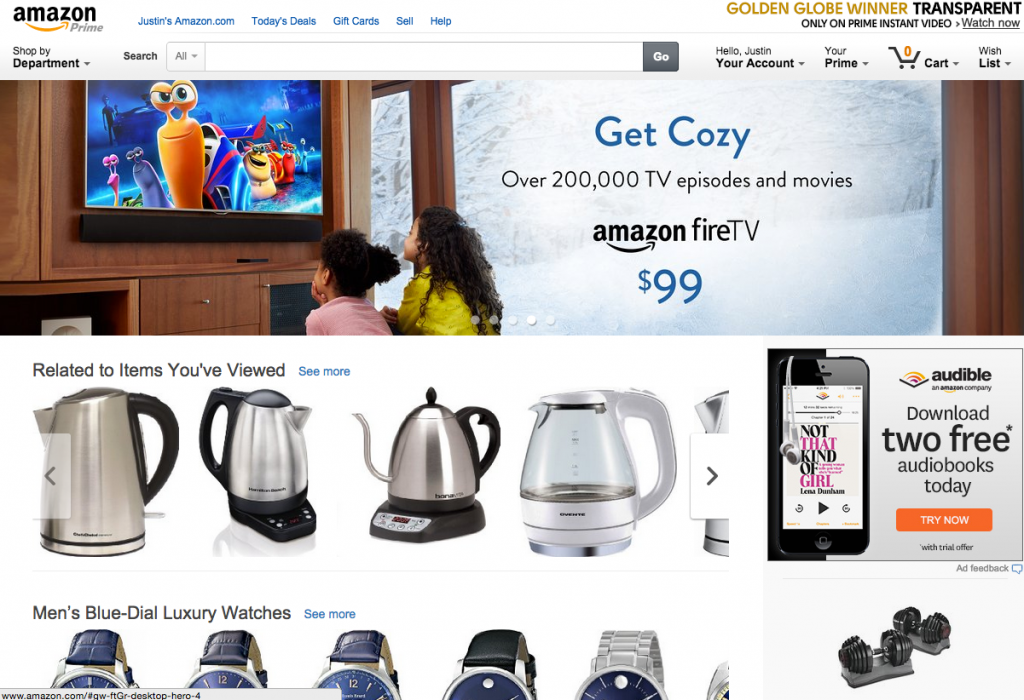 amazon
Prime
Justin's Amazon.com Today's Deals Gift Cards Sell Help
GOLDEN GLOBE WINNER TRANSPARENT
ONLY ON PRIME INSTANT VIDEO › Watch now
Shop by
Department
Search
All
Go
Hello, Justin
Your Account
Your
Prime
0
Cart
Wish
List
Get Cozy
Over 200,000 TV episodes and movies
amazon fireTV
$99
Related to Items You've Viewed See more
Hamilton Beach
bonavita
OVENTE
audible
an amazon company
Download
two free*
audiobooks
today
TRY NOW
*with trial offer
NOT
THAT
KIND
OF
GIRL
Lena Dunham
Ad feedback
Men's Blue-Dial Luxury Watches See more
www.amazon.com/#gw-ftGr-desktop-hero-4